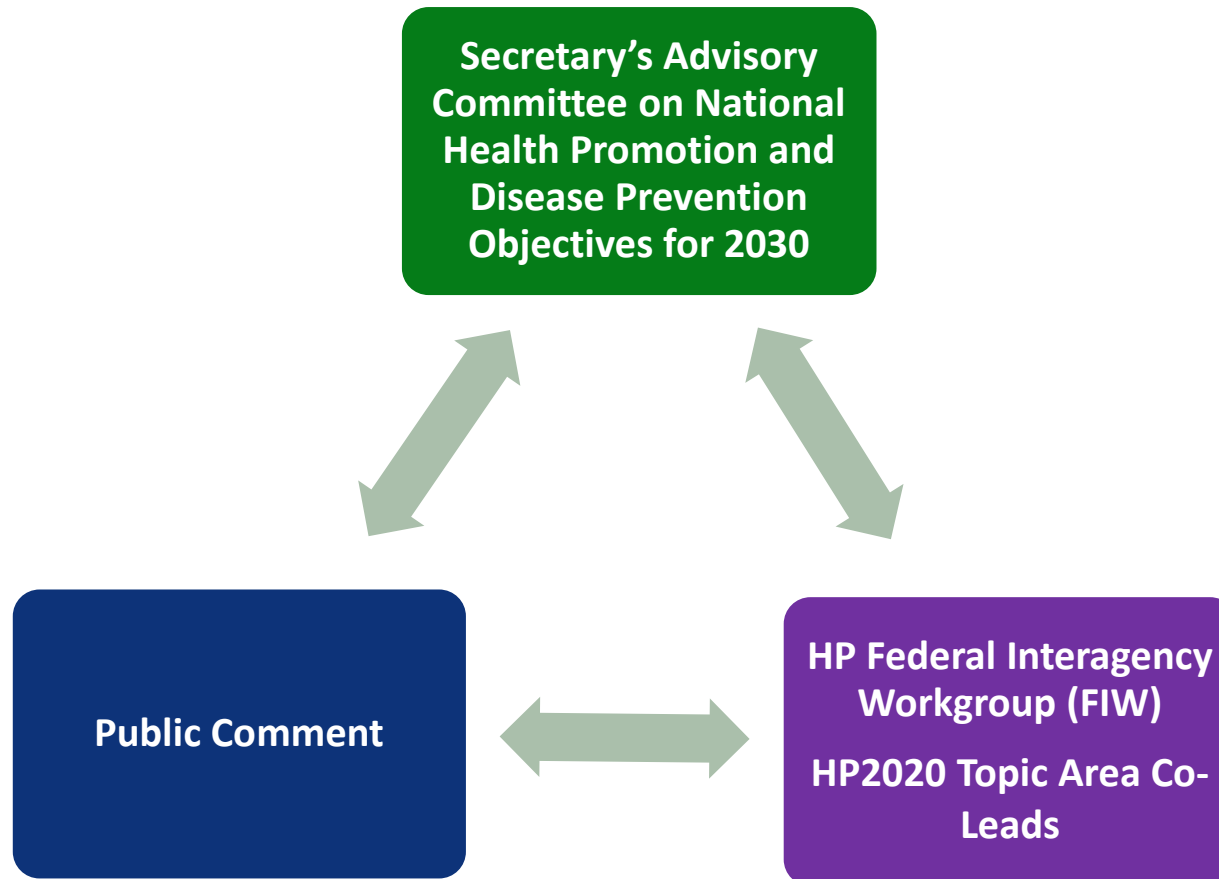 Secretary’s Advisory
Committee on National
Health Promotion and
Disease Prevention
Objectives for 2030
Public Comment
HP Federal Interagency
Workgroup (FIW)
HP2020 Topic Area Co-
Leads